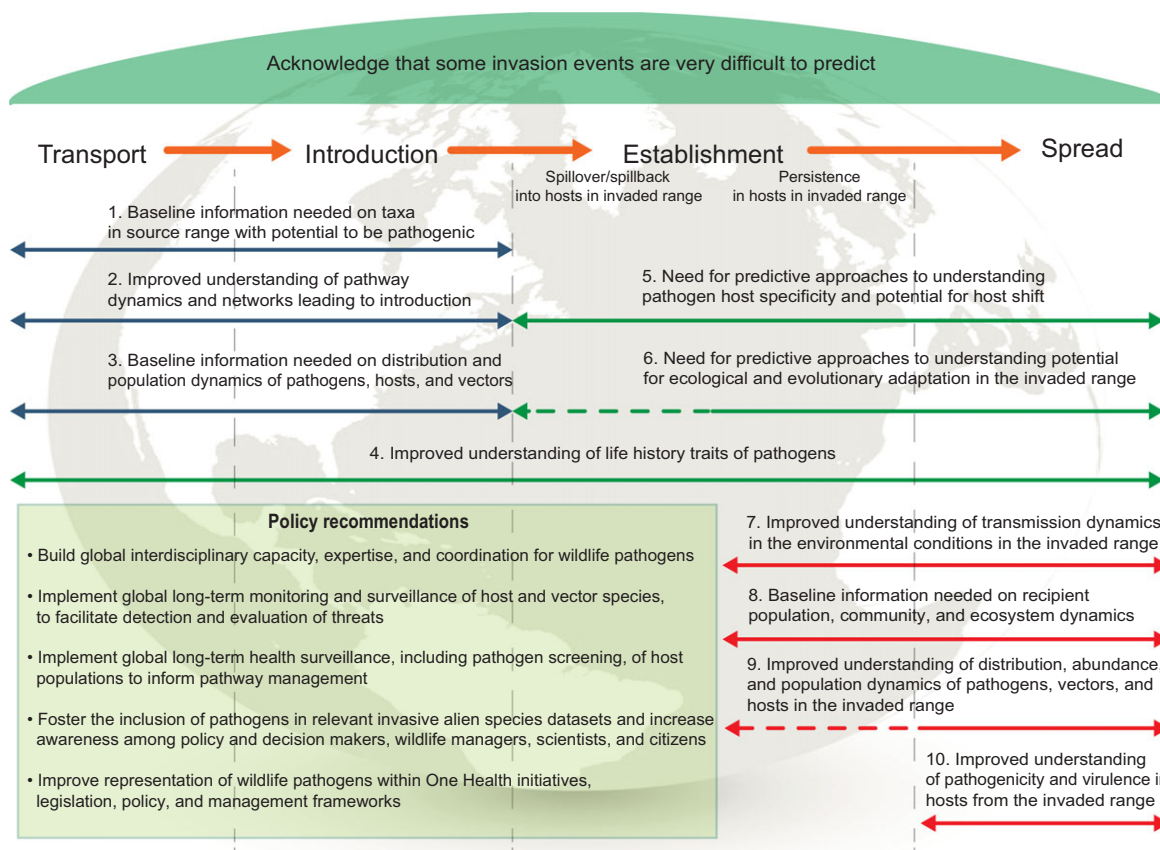 Acknowledge that some invasion events are very difficult to predict
Transport
Introduction
Establishment
Spread
Spillover/spillback
into hosts in invaded range
Persistence
in hosts in invaded range
1. Baseline information needed on taxa
in source range with potential to be pathogenic
2. Improved understanding of pathway
dynamics and networks leading to introduction
3. Baseline information needed on distribution and
population dynamics of pathogens, hosts, and vectors
5. Need for predictive approaches to understanding
pathogen host specificity and potential for host shift
6. Need for predictive approaches to understanding potential
for ecological and evolutionary adaptation in the invaded range
4. Improved understanding of life history traits of pathogens
Policy recommendations
• Build global interdisciplinary capacity, expertise, and coordination for wildlife pathogens
• Implement global long-term monitoring and surveillance of host and vector species,
to facilitate detection and evaluation of threats
• Implement global long-term health surveillance, including pathogen screening, of host
populations to inform pathway management
• Foster the inclusion of pathogens in relevant invasive alien species datasets and increase
awareness among policy and decision makers, wildlife managers, scientists, and citizens
• Improve representation of wildlife pathogens within One Health initiatives,
legislation, policy, and management frameworks
7. Improved understanding of transmission dynamics
in the environmental conditions in the invaded range
8. Baseline information needed on recipient
population, community, and ecosystem dynamics
9. Improved understanding of distribution, abundance,
and population dynamics of pathogens, vectors, and
hosts in the invaded range
10. Improved understanding
of pathogenicity and virulence i
hosts from the invaded range